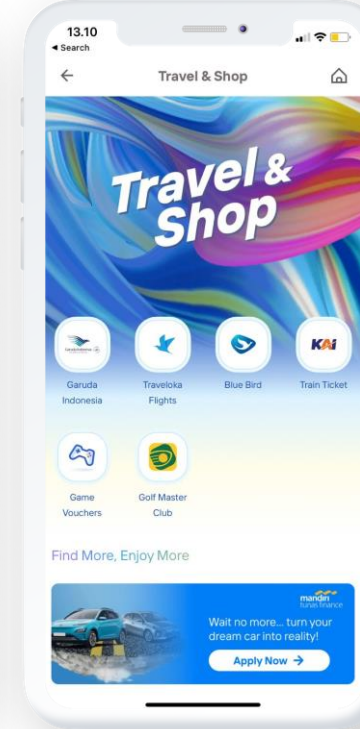 13.10
◄ Search
Travel & Shop
Travel &
Shop
KAI
Garuda
Indonesia
Traveloka
Flights
Blue Bird
Train Ticket
Game
Vouchers
Golf Master
Club
Find More, Enjoy More
mandiri
tunas finance
Wait no more... turn your
dream car into reality!
Apply Now →